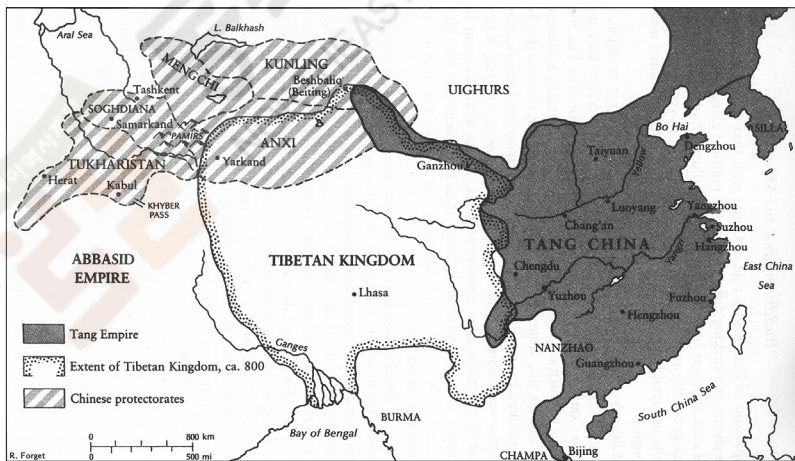 Aral Sea
L. Balkhash
MENGCHI
KUNLING
Beshbaliq
(Beiting)
UIGHURS
Tashkent
SOGHDIANA
Samarkand
PAMIRS
ANXI
Yarkand
TUKHARISTAN
Herat
Kabul
KHYBER
PASS
Ganzhou
Bo Hai
SILLA
Dengzhou
Taiyuan
Yellow
Luoyang
Chang'an
Yangzhou
Suzhou
Hangzhou
TANG CHINA
Yangzi
East China
Sea
ABBASID
EMPIRE
TIBETAN KINGDOM
Lhasa
Chengdu
Yuzhou
Fuzhou
Hengzhou
Ganges
NANZHAO
Guangzhou
BURMA
Bay of Bengal
South China Sea
CHAMPA
Bijing
Tang Empire
Extent of Tibetan Kingdom, ca. 800
Chinese protectorates
0 800 km
0 500 mi
R. Forget